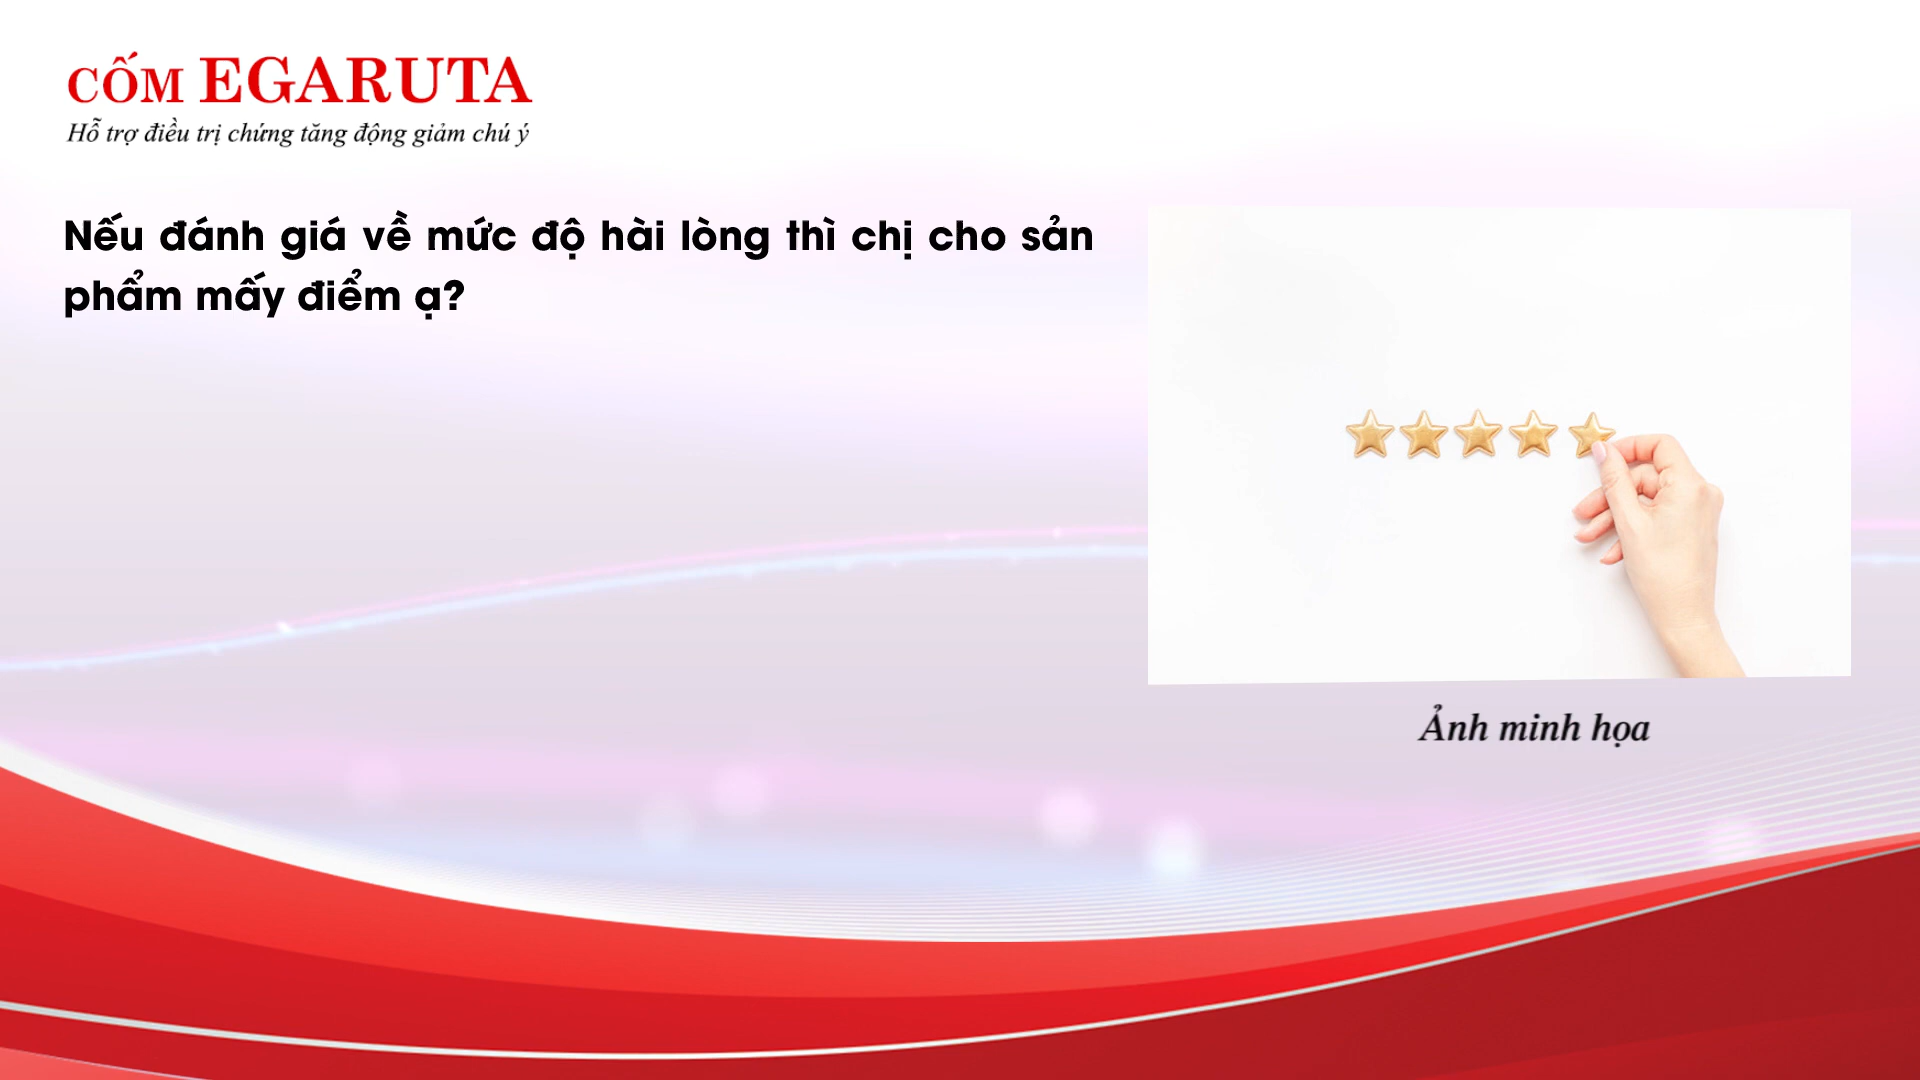 CỐM EGARUTA
Hỗ trợ điều trị chứng tăng động giảm chú ý
Nếu đánh giá về mức độ hài lòng thì chị cho sản
phẩm mấy điểm ạ?
Ảnh minh họa